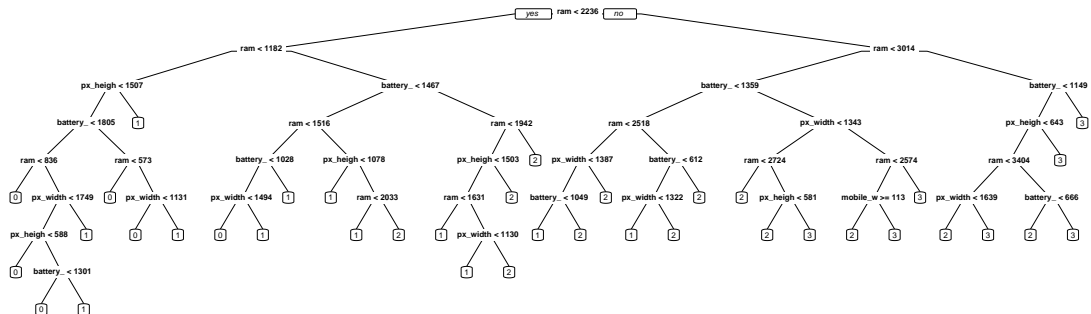 yes ram < 2236 no
ram < 1182 ram < 3014
px_heigh < 1507 battery_ < 1467 battery_ < 1359 battery_ < 1149
battery_ < 1805 1 ram < 1516 ram < 1942 ram < 2518 px_width < 1343 px_heigh < 643 3
ram < 836 ram < 573 battery_ < 1028 px_heigh < 1078 px_heigh < 1503 2 px_width < 1387 battery_ < 612 ram < 2724 ram < 2574 ram < 3404 3
0 px_width < 1749 0 px_width < 1131 px_width < 1494 1 1 ram < 2033 ram < 1631 2 battery_ < 1049 2 px_width < 1322 2 2 px_heigh < 581 mobile_w >= 113 3 px_width < 1639 battery_ < 666
px_heigh < 588 1 0 1 0 1 1 2 1 px_width < 1130 1 2 1 2 2 3 2 3 2 3 2 3
0 battery_ < 1301 1 2
0 1